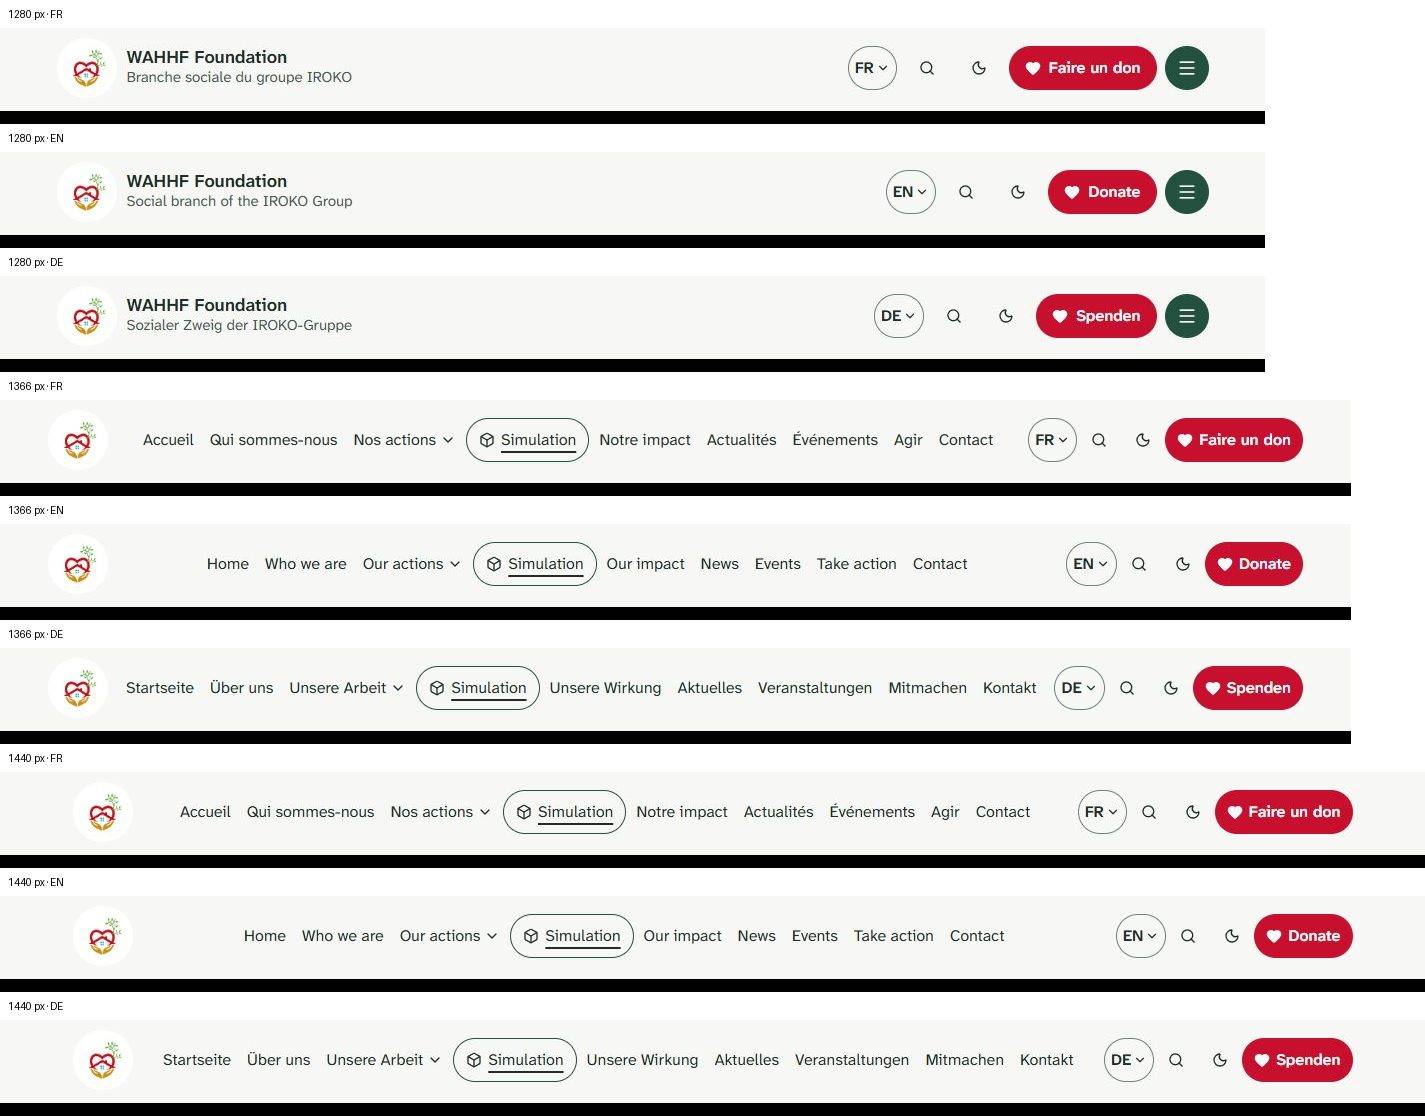 1280 px · FR
WAHHF Foundation
Branche sociale du groupe IROKO
FR Faire un don
1280 px · EN
WAHHF Foundation
Social branch of the IROKO Group
EN Donate
1280 px · DE
WAHHF Foundation
Sozialer Zweig der IROKO-Gruppe
DE Spenden
1366 px · FR
Accueil Qui sommes-nous Nos actions Simulation Notre impact Actualités Événements Agir Contact FR Faire un don
1366 px · EN
Home Who we are Our actions Simulation Our impact News Events Take action Contact EN Donate
1366 px · DE
Startseite Über uns Unsere Arbeit Simulation Unsere Wirkung Aktuelles Veranstaltungen Mitmachen Kontakt DE Spenden
1440 px · FR
Accueil Qui sommes-nous Nos actions Simulation Notre impact Actualités Événements Agir Contact FR Faire un don
1440 px · EN
Home Who we are Our actions Simulation Our impact News Events Take action Contact EN Donate
1440 px · DE
Startseite Über uns Unsere Arbeit Simulation Unsere Wirkung Aktuelles Veranstaltungen Mitmachen Kontakt DE Spenden